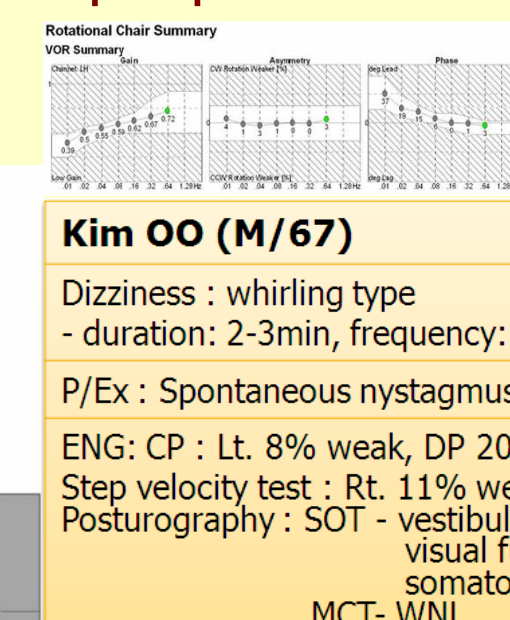 Rotational Chair Summary
VOR Summary
Gain
Asymmetry
Phase
Channel: LH
CW Rotation Weaker [%]
deg Lead
1
0
0
0.39
0.5
0.55
0.59
0.62
0.67
0.72
4
1
3
1
0
0
3
37
19
15
6
0
1
3
Low Gain
CCW Rotation Weaker [%]
deg Lag
.01 .02 .04 .08 .16 .32 .64 1.28Hz
.01 .02 .04 .08 .16 .32 .64 1.28Hz
.01 .02 .04 .08 .16 .32 .64 1.28Hz
Kim OO (M/67)
Dizziness : whirling type
- duration: 2-3min, frequency:
P/Ex : Spontaneous nystagmus
ENG: CP : Lt. 8% weak, DP 20
Step velocity test : Rt. 11% we
Posturography : SOT - vestibul
visual f
somato
MCT- WNL